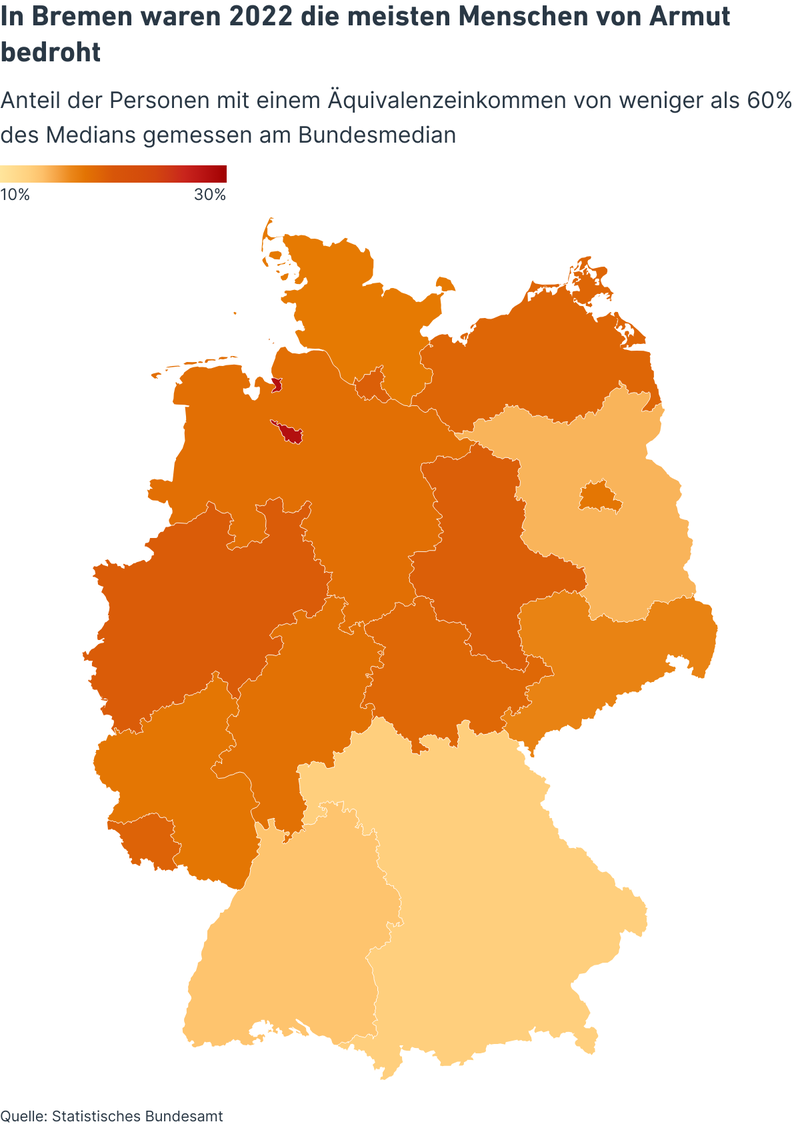 In Bremen waren 2022 die meisten Menschen von Armut
bedroht
Anteil der Personen mit einem Äquivalenzeinkommen von weniger als 60%
des Medians gemessen am Bundesmedian
10% 30%
Quelle: Statistisches Bundesamt